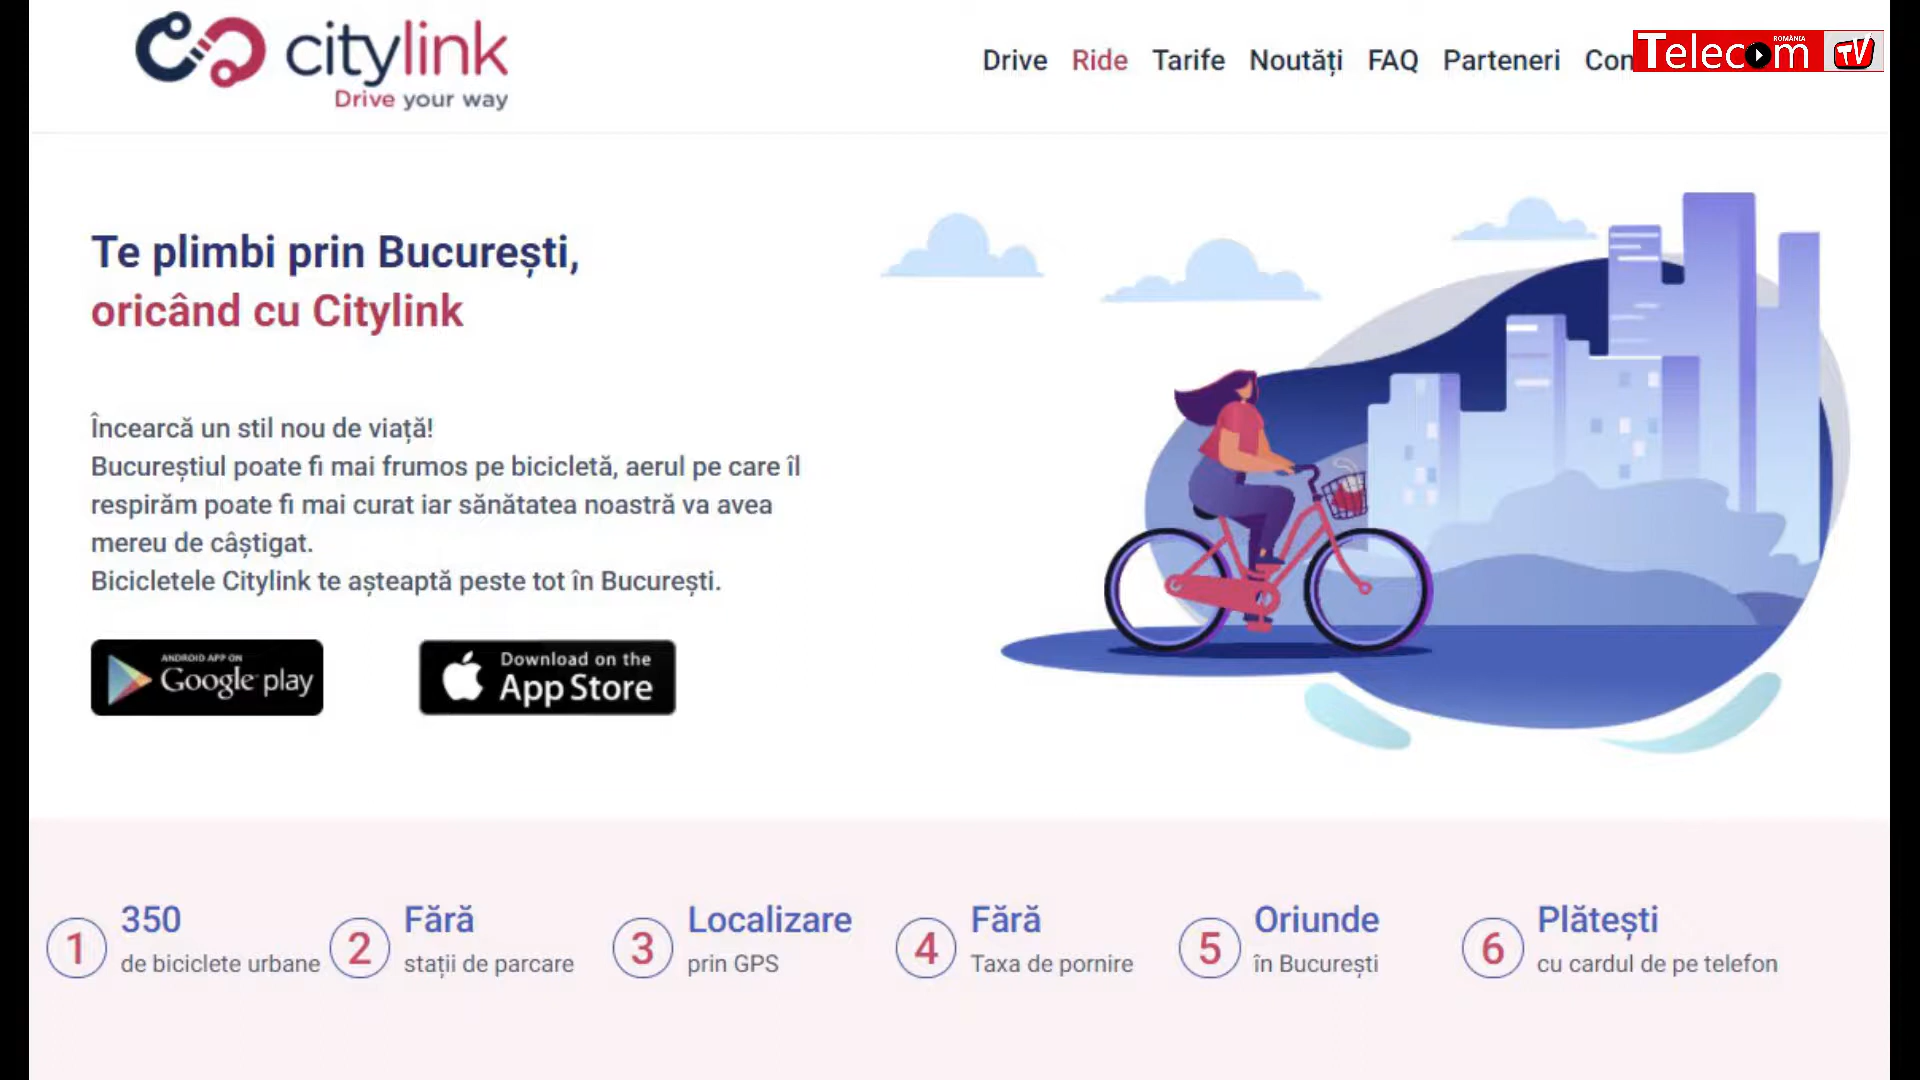 citylink
Drive your way
Drive Ride Tarife Noutăți FAQ Parteneri Con
Telecom ROMÂNIA TV
Te plimbi prin București,
oricând cu Citylink
Încearcă un stil nou de viață!
Bucureștiul poate fi mai frumos pe bicicletă, aerul pe care îl
respirăm poate fi mai curat iar sănătatea noastră va avea
mereu de câștigat.
Bicicletele Citylink te așteaptă peste tot în București.
ANDROID APP ON
Google play
Download on the
App Store
1 350
de biciclete urbane
2 Fără
stații de parcare
3 Localizare
prin GPS
4 Fără
Taxa de pornire
5 Oriunde
în București
6 Plătești
cu cardul de pe telefon